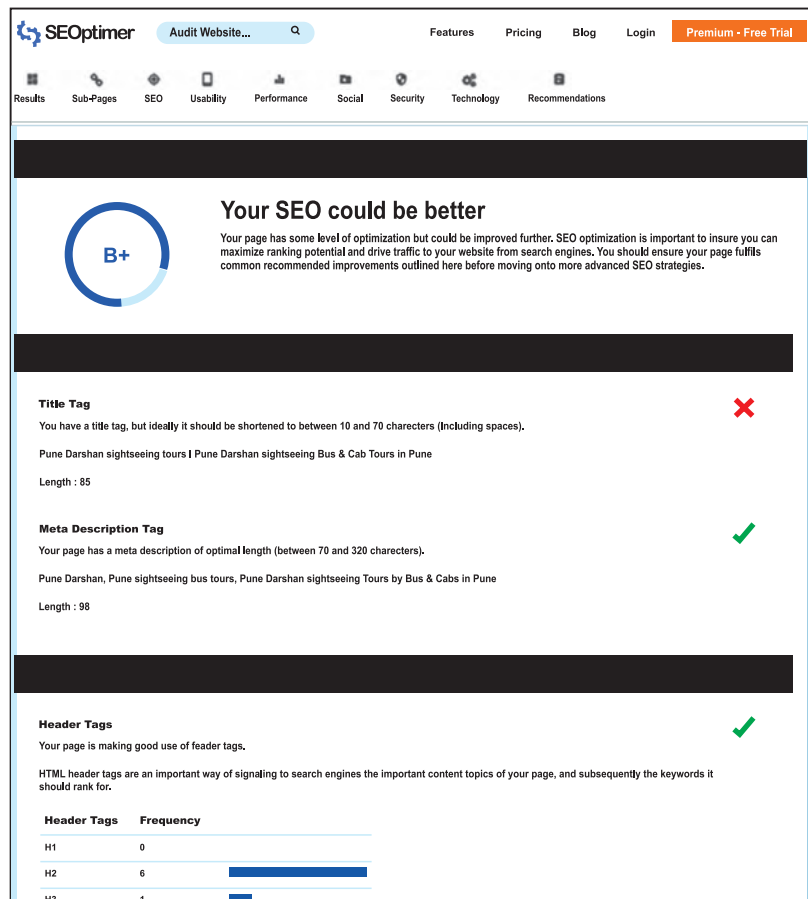 SEOptimer
Audit Website...
Features Pricing Blog Login Premium - Free Trial
Results Sub-Pages SEO Usability Performance Social Security Technology Recommendations
B+
Your SEO could be better
Your page has some level of optimization but could be improved further. SEO optimization is important to insure you can
maximize ranking potential and drive traffic to your website from search engines. You should ensure your page fulfils
common recommended improvements outlined here before moving onto more advanced SEO strategies.
Title Tag
You have a title tag, but ideally it should be shortened to between 10 and 70 charecters (Including spaces).
Pune Darshan sightseeing tours I Pune Darshan sightseeing Bus & Cab Tours in Pune
Length : 85
Meta Description Tag
Your page has a meta description of optimal length (between 70 and 320 charecters).
Pune Darshan, Pune sightseeing bus tours, Pune Darshan sightseeing Tours by Bus & Cabs in Pune
Length : 98
Header Tags
Your page is making good use of feader tags.
HTML header tags are an important way of signaling to search engines the important content topics of your page, and subsequently the keywords it
should rank for.
Header Tags Frequency
H1 0
H2 6
H3 1